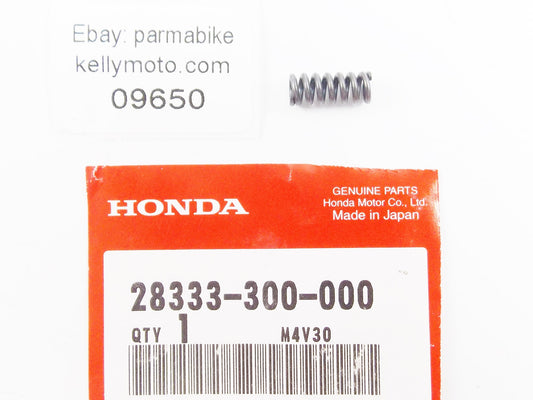 Ebay: parmabike
kellymoto.com
09650
HONDA
GENUINE PARTS
Honda Motor Co., Ltd.
Made in Japan
28333-300-000
QTY 1 M4V30